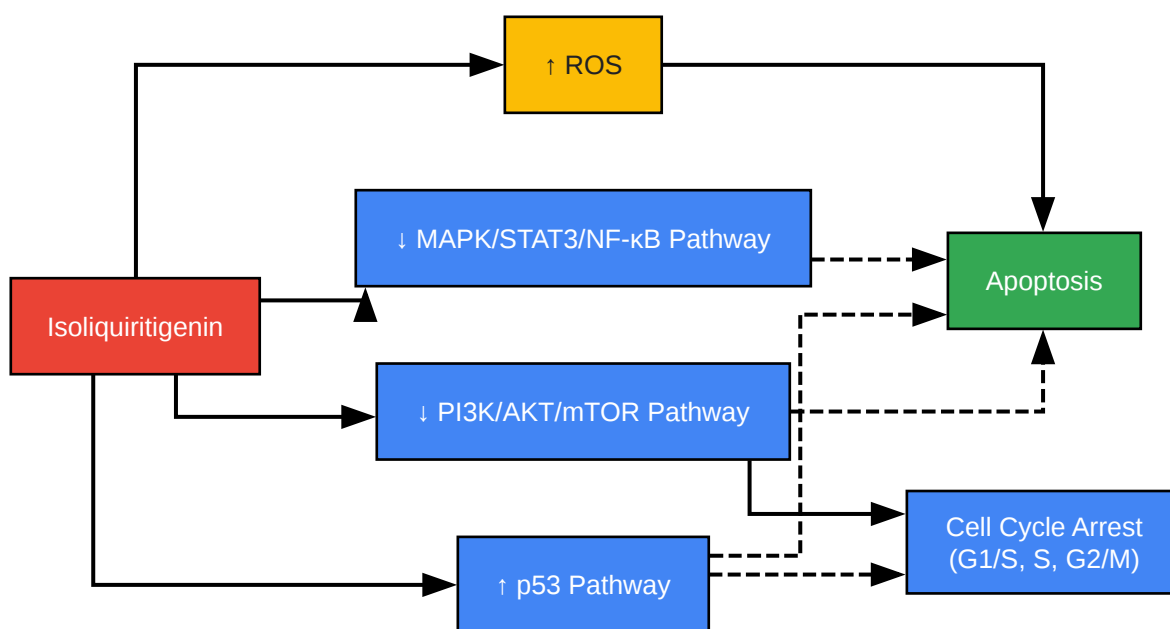 ↑ ROS
↓ MAPK/STAT3/NF-κB Pathway
Isoliquiritigenin
Apoptosis
↓ PI3K/AKT/mTOR Pathway
Cell Cycle Arrest
(G1/S, S, G2/M)
↑ p53 Pathway